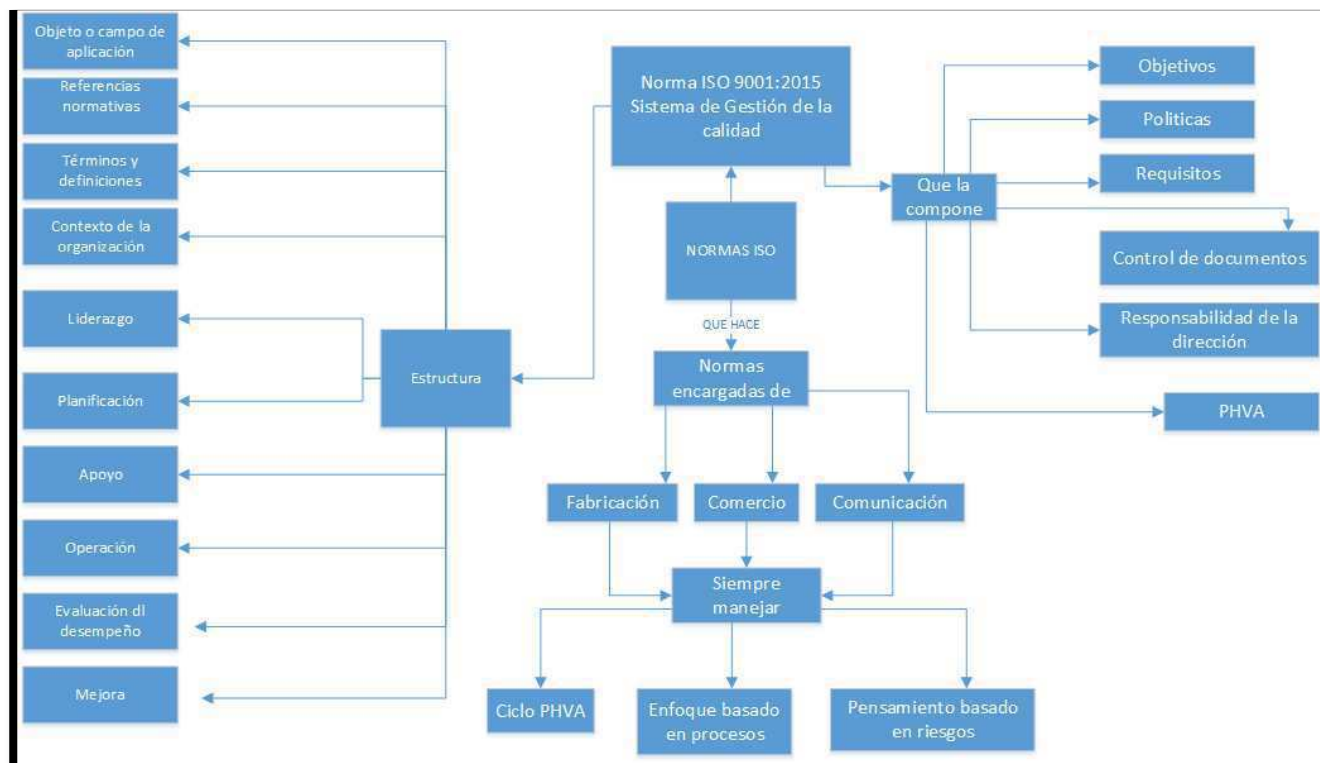 Objeto o campo de
aplicación
Referencias
normativas
Términos y
definiciones
Contexto de la
organización
Liderazgo
Planificación
Apoyo
Operación
Evaluación dl
desempeño
Mejora
Estructura
Norma ISO 9001:2015
Sistema de Gestión de la
calidad
NORMAS ISO
QUE HACE
Normas
encargadas de
Fabricación
Comercio
Comunicación
Siempre
manejar
Ciclo PHVA
Enfoque basado
en procesos
Pensamiento basado
en riesgos
Que la
compone
Objetivos
Politicas
Requisitos
Control de documentos
Responsabilidad de la
dirección
PHVA